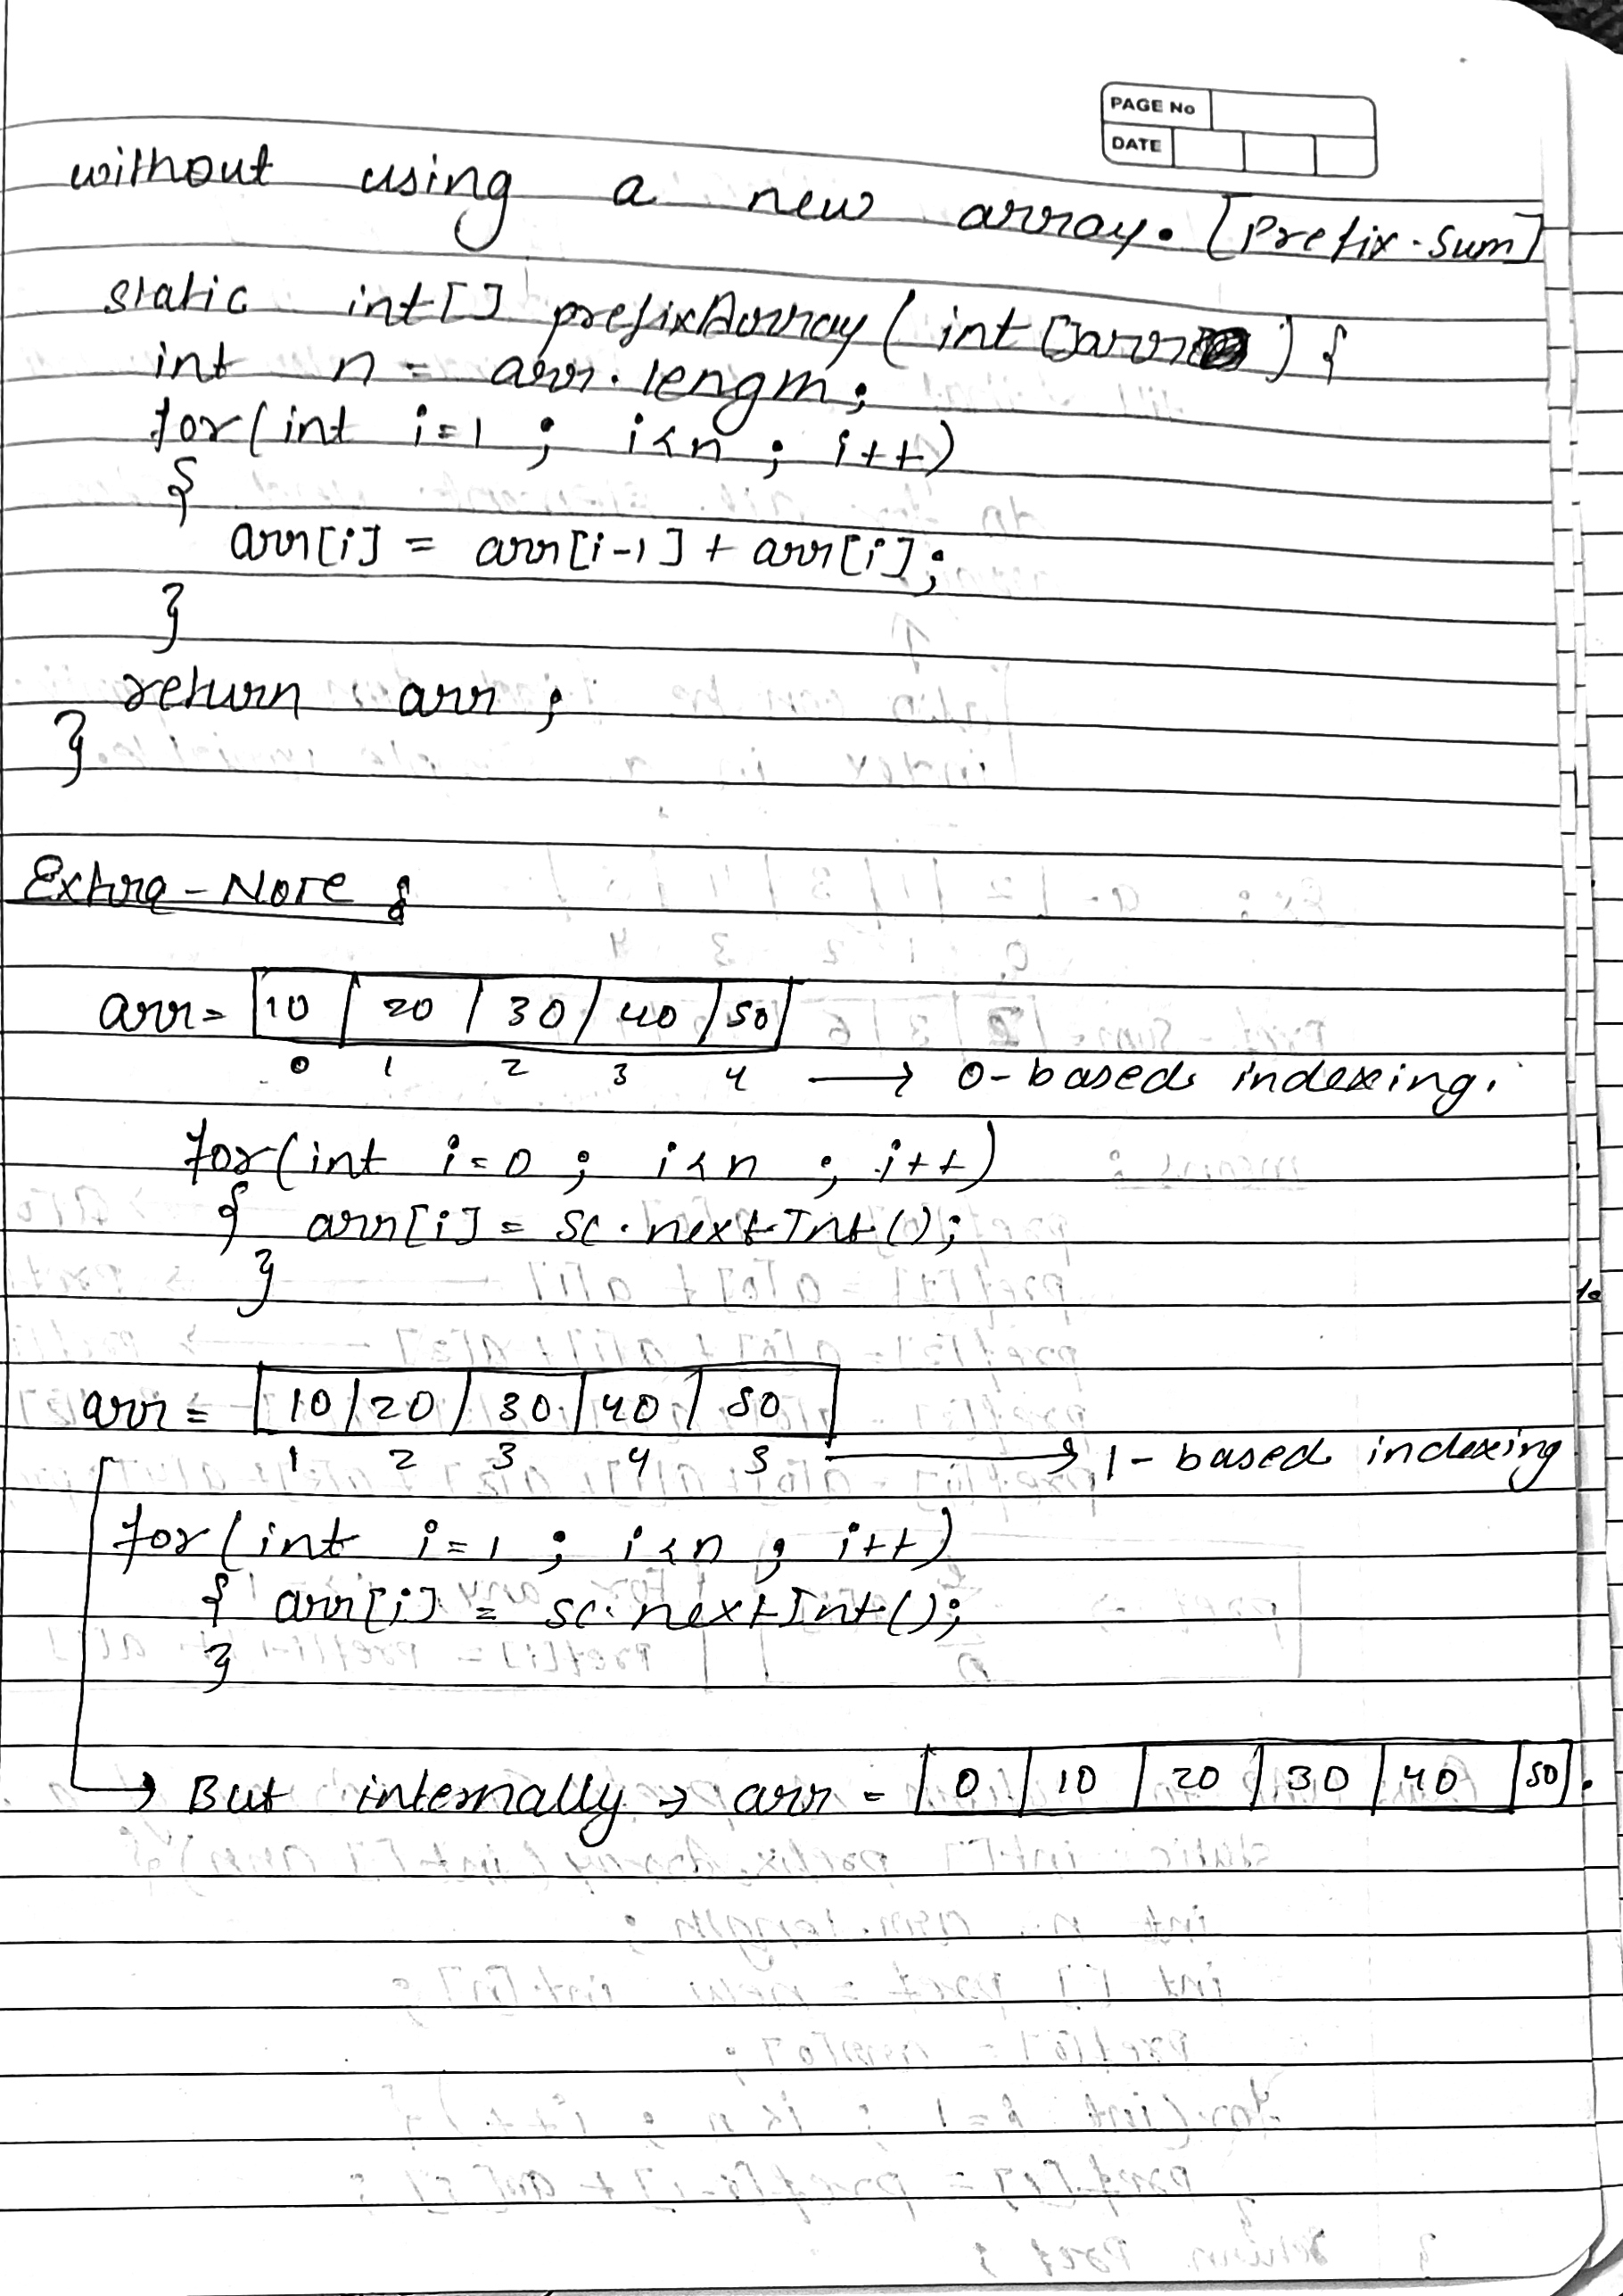 PAGE No
DATE
without using a new array. [Prefix-Sum]
static int[] prefixArray (int []arr) {
int n = arr.length;
for(int i=1 ; i<n ; i++)
{
arr[i] = arr[i-1] + arr[i];
}
return arr ;
}
Extra-Note :
arr= 10 20 30 40 50
0 1 2 3 4 → 0-based indexing.
for(int i=0 ; i<n ; i++)
{ arr[i] = sc.nextInt();
}
arr = 10 20 30 40 50
1 2 3 4 5 → 1-based indexing
for(int i=1 ; i<n ; i++)
{ arr[i] = sc.nextInt();
}
→ But internally → arr = 0 10 20 30 40 50.